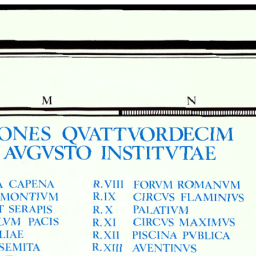 M N
ONES QVATTVORDECIM
AVGVSTO INSTITVTAE
A CAPENA R. VIII FORVM ROMANVM
MONTIVM R. IX CIRCVS FLAMINIVS
T SERAPIS R. X PALATIVM
LVM PACIS R. XI CIRCVS MAXIMVS
LIAE R. XII PISCINA PVBLICA
SEMITA R. XIII AVENTINVS